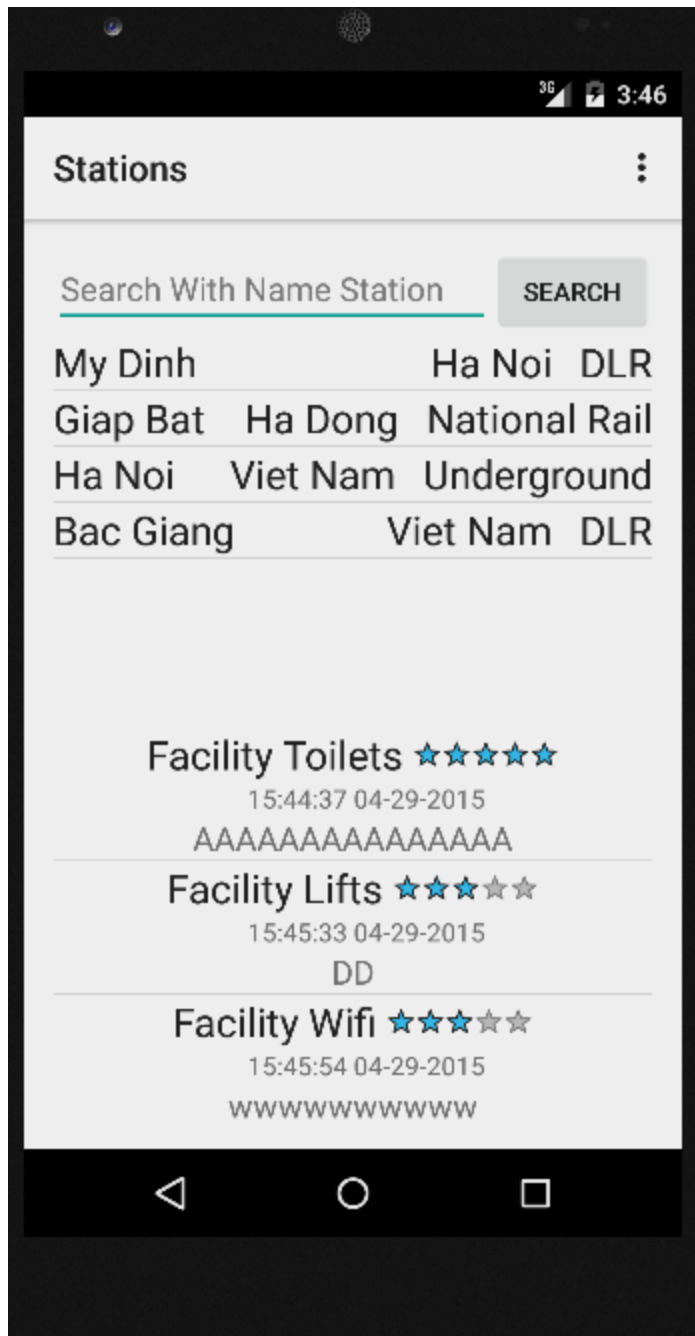 3G 3:46
Stations
Search With Name Station SEARCH
My Dinh Ha Noi DLR
Giap Bat Ha Dong National Rail
Ha Noi Viet Nam Underground
Bac Giang Viet Nam DLR
Facility Toilets
15:44:37 04-29-2015
AAAAAAAAAAAAAAA
Facility Lifts
15:45:33 04-29-2015
DD
Facility Wifi
15:45:54 04-29-2015
wwwwwwwwww